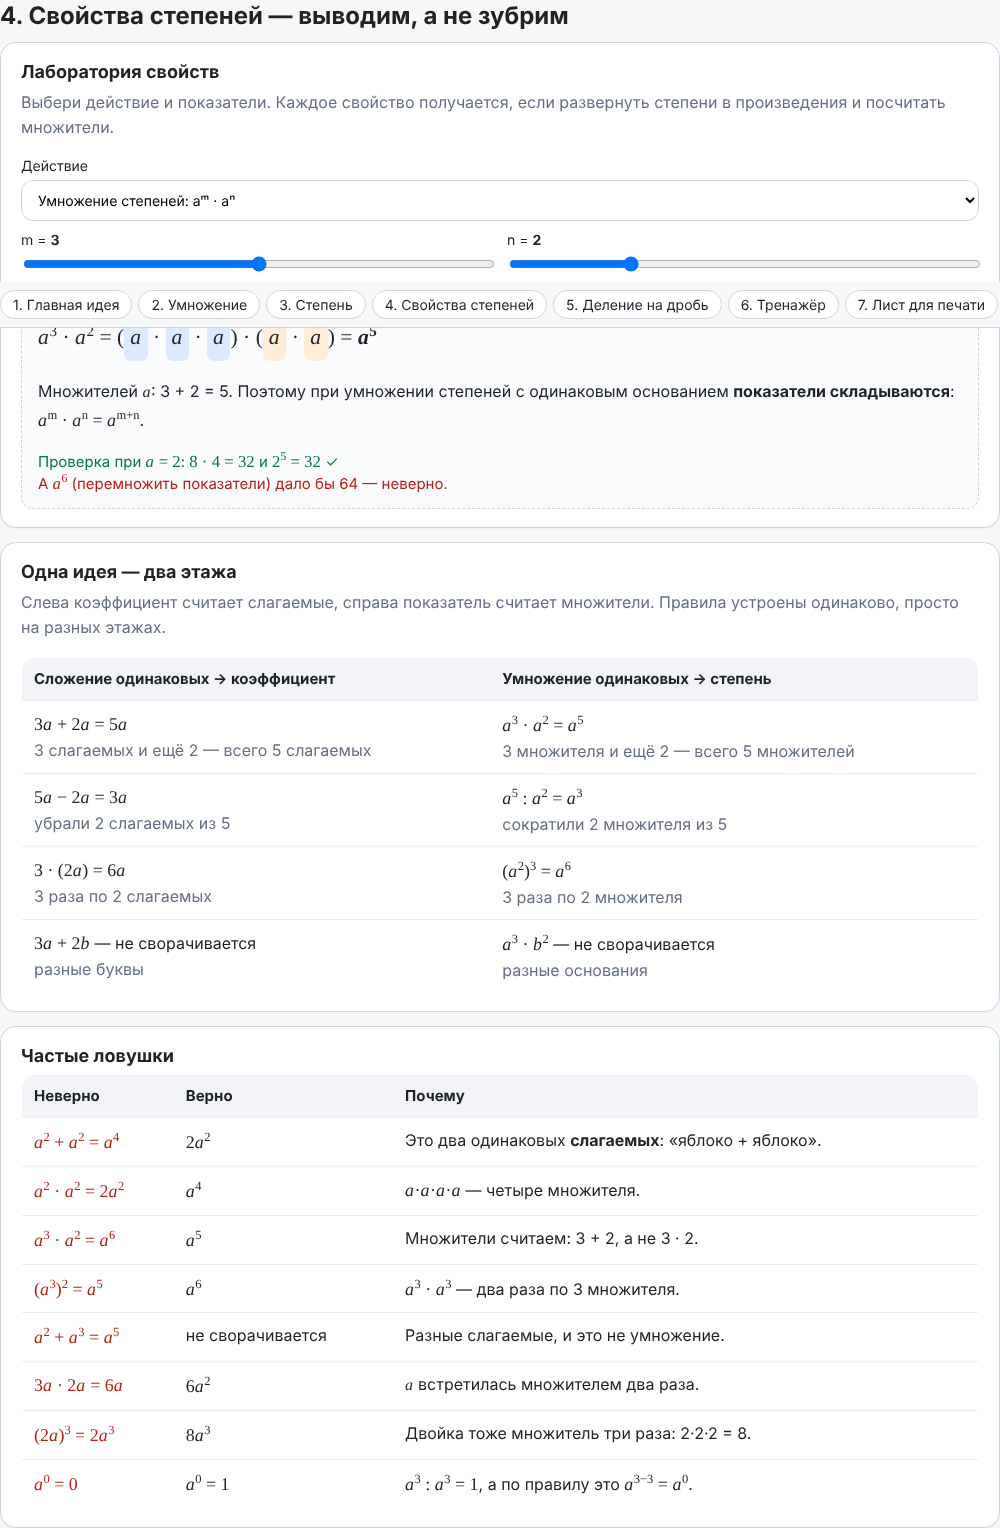 4. Свойства степеней — выводим, а не зубрим
Лаборатория свойств
Выбери действие и показатели. Каждое свойство получается, если развернуть степени в произведения и посчитать
множители.
Действие
Умножение степеней: aᵐ · aⁿ
m = 3 n = 2
1. Главная идея 2. Умножение 3. Степень 4. Свойства степеней 5. Деление на дробь 6. Тренажёр 7. Лист для печати
a³ · a² = (a · a · a) · (a · a) = a⁵
Множителей a: 3 + 2 = 5. Поэтому при умножении степеней с одинаковым основанием показатели складываются:
aᵐ · aⁿ = aᵐ⁺ⁿ.
Проверка при a = 2: 8 · 4 = 32 и 2⁵ = 32 ✓
А a⁶ (перемножить показатели) дало бы 64 — неверно.
Одна идея — два этажа
Слева коэффициент считает слагаемые, справа показатель считает множители. Правила устроены одинаково, просто
на разных этажах.
Сложение одинаковых → коэффициент Умножение одинаковых → степень
3a + 2a = 5a a³ · a² = a⁵
3 слагаемых и ещё 2 — всего 5 слагаемых 3 множителя и ещё 2 — всего 5 множителей
5a − 2a = 3a a⁵ : a² = a³
убрали 2 слагаемых из 5 сократили 2 множителя из 5
3 · (2a) = 6a (a²)³ = a⁶
3 раза по 2 слагаемых 3 раза по 2 множителя
3a + 2b — не сворачивается a³ · b² — не сворачивается
разные буквы разные основания
Частые ловушки
Неверно Верно Почему
a² + a² = a⁴ 2a² Это два одинаковых слагаемых: «яблоко + яблоко».
a² · a² = 2a² a⁴ a·a·a·a — четыре множителя.
a³ · a² = a⁶ a⁵ Множители считаем: 3 + 2, а не 3 · 2.
(a³)² = a⁵ a⁶ a³ · a³ — два раза по 3 множителя.
a² + a³ = a⁵ не сворачивается Разные слагаемые, и это не умножение.
3a · 2a = 6a 6a² a встретилась множителем два раза.
(2a)³ = 2a³ 8a³ Двойка тоже множитель три раза: 2·2·2 = 8.
a⁰ = 0 a⁰ = 1 a³ : a³ = 1, а по правилу это a³⁻³ = a⁰.